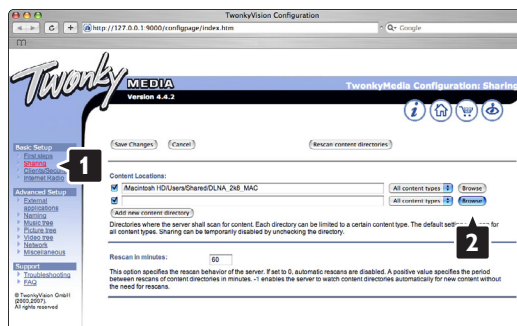 TwonkyVision Configuration
http://127.0.0.1:9000/configpage/index.htm
Google
Twonky MEDIA
Version 4.4.2
TwonkyMedia Configuration: Sharing
Save Changes Cancel Rescan content directories
Basic Setup
First steps
Sharing
Clients/Security
Internet Radio
1
Advanced Setup
External applications
Naming
Music tree
Picture tree
Video tree
Network
Miscellaneous
Support
Troubleshooting
FAQ
© TwonkyVision GmbH
(2003,2007).
All rights reserved
Content Locations:
/Macintosh HD/Users/Shared/DLNA_2k8_MAC All content types Browse
All content types Browse
Add new content directory
2
Directories where the server shall scan for content. Each directory can be limited to a certain content type. The default
all content types. Sharing can be temporarily disabled by unchecking the directory.
Rescan in minutes: 60
This option specifies the rescan behavior of the server. If set to 0, automatic rescans are disabled. A positive value specifies the period
between rescans of content directories in minutes. -1 enables the server to watch content directories automatically for new content without
the need for rescans.